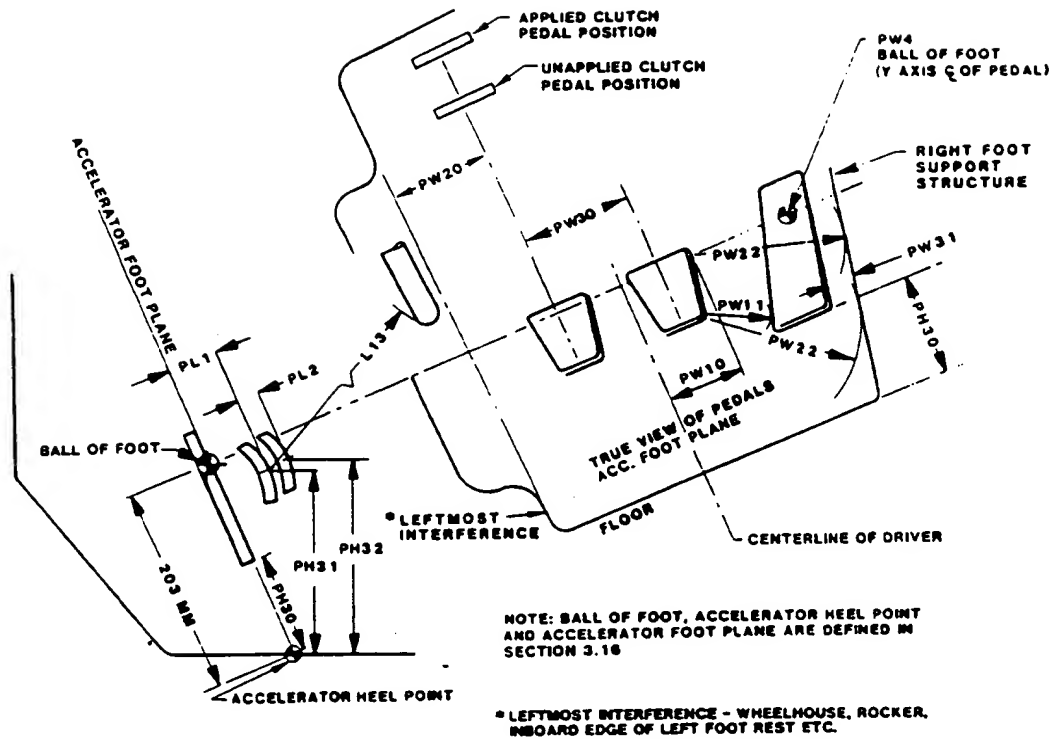 APPLIED CLUTCH
PEDAL POSITION
UNAPPLIED CLUTCH
PEDAL POSITION
PW4
BALL OF FOOT
(Y AXIS ℄ OF PEDAL)
RIGHT FOOT
SUPPORT
STRUCTURE
ACCELERATOR FOOT PLANE
PW20
PW30
PW22
PW31
PW11
PW22
PH30
PW10
L13
PL1
PL2
TRUE VIEW OF PEDALS
ACC. FOOT PLANE
BALL OF FOOT
*LEFTMOST
INTERFERENCE
FLOOR
CENTERLINE OF DRIVER
PH32
PH31
PH30
203 MM
ACCELERATOR HEEL POINT
NOTE: BALL OF FOOT, ACCELERATOR HEEL POINT
AND ACCELERATOR FOOT PLANE ARE DEFINED IN
SECTION 3.16
*LEFTMOST INTERFERENCE - WHEELHOUSE, ROCKER,
INBOARD EDGE OF LEFT FOOT REST ETC.